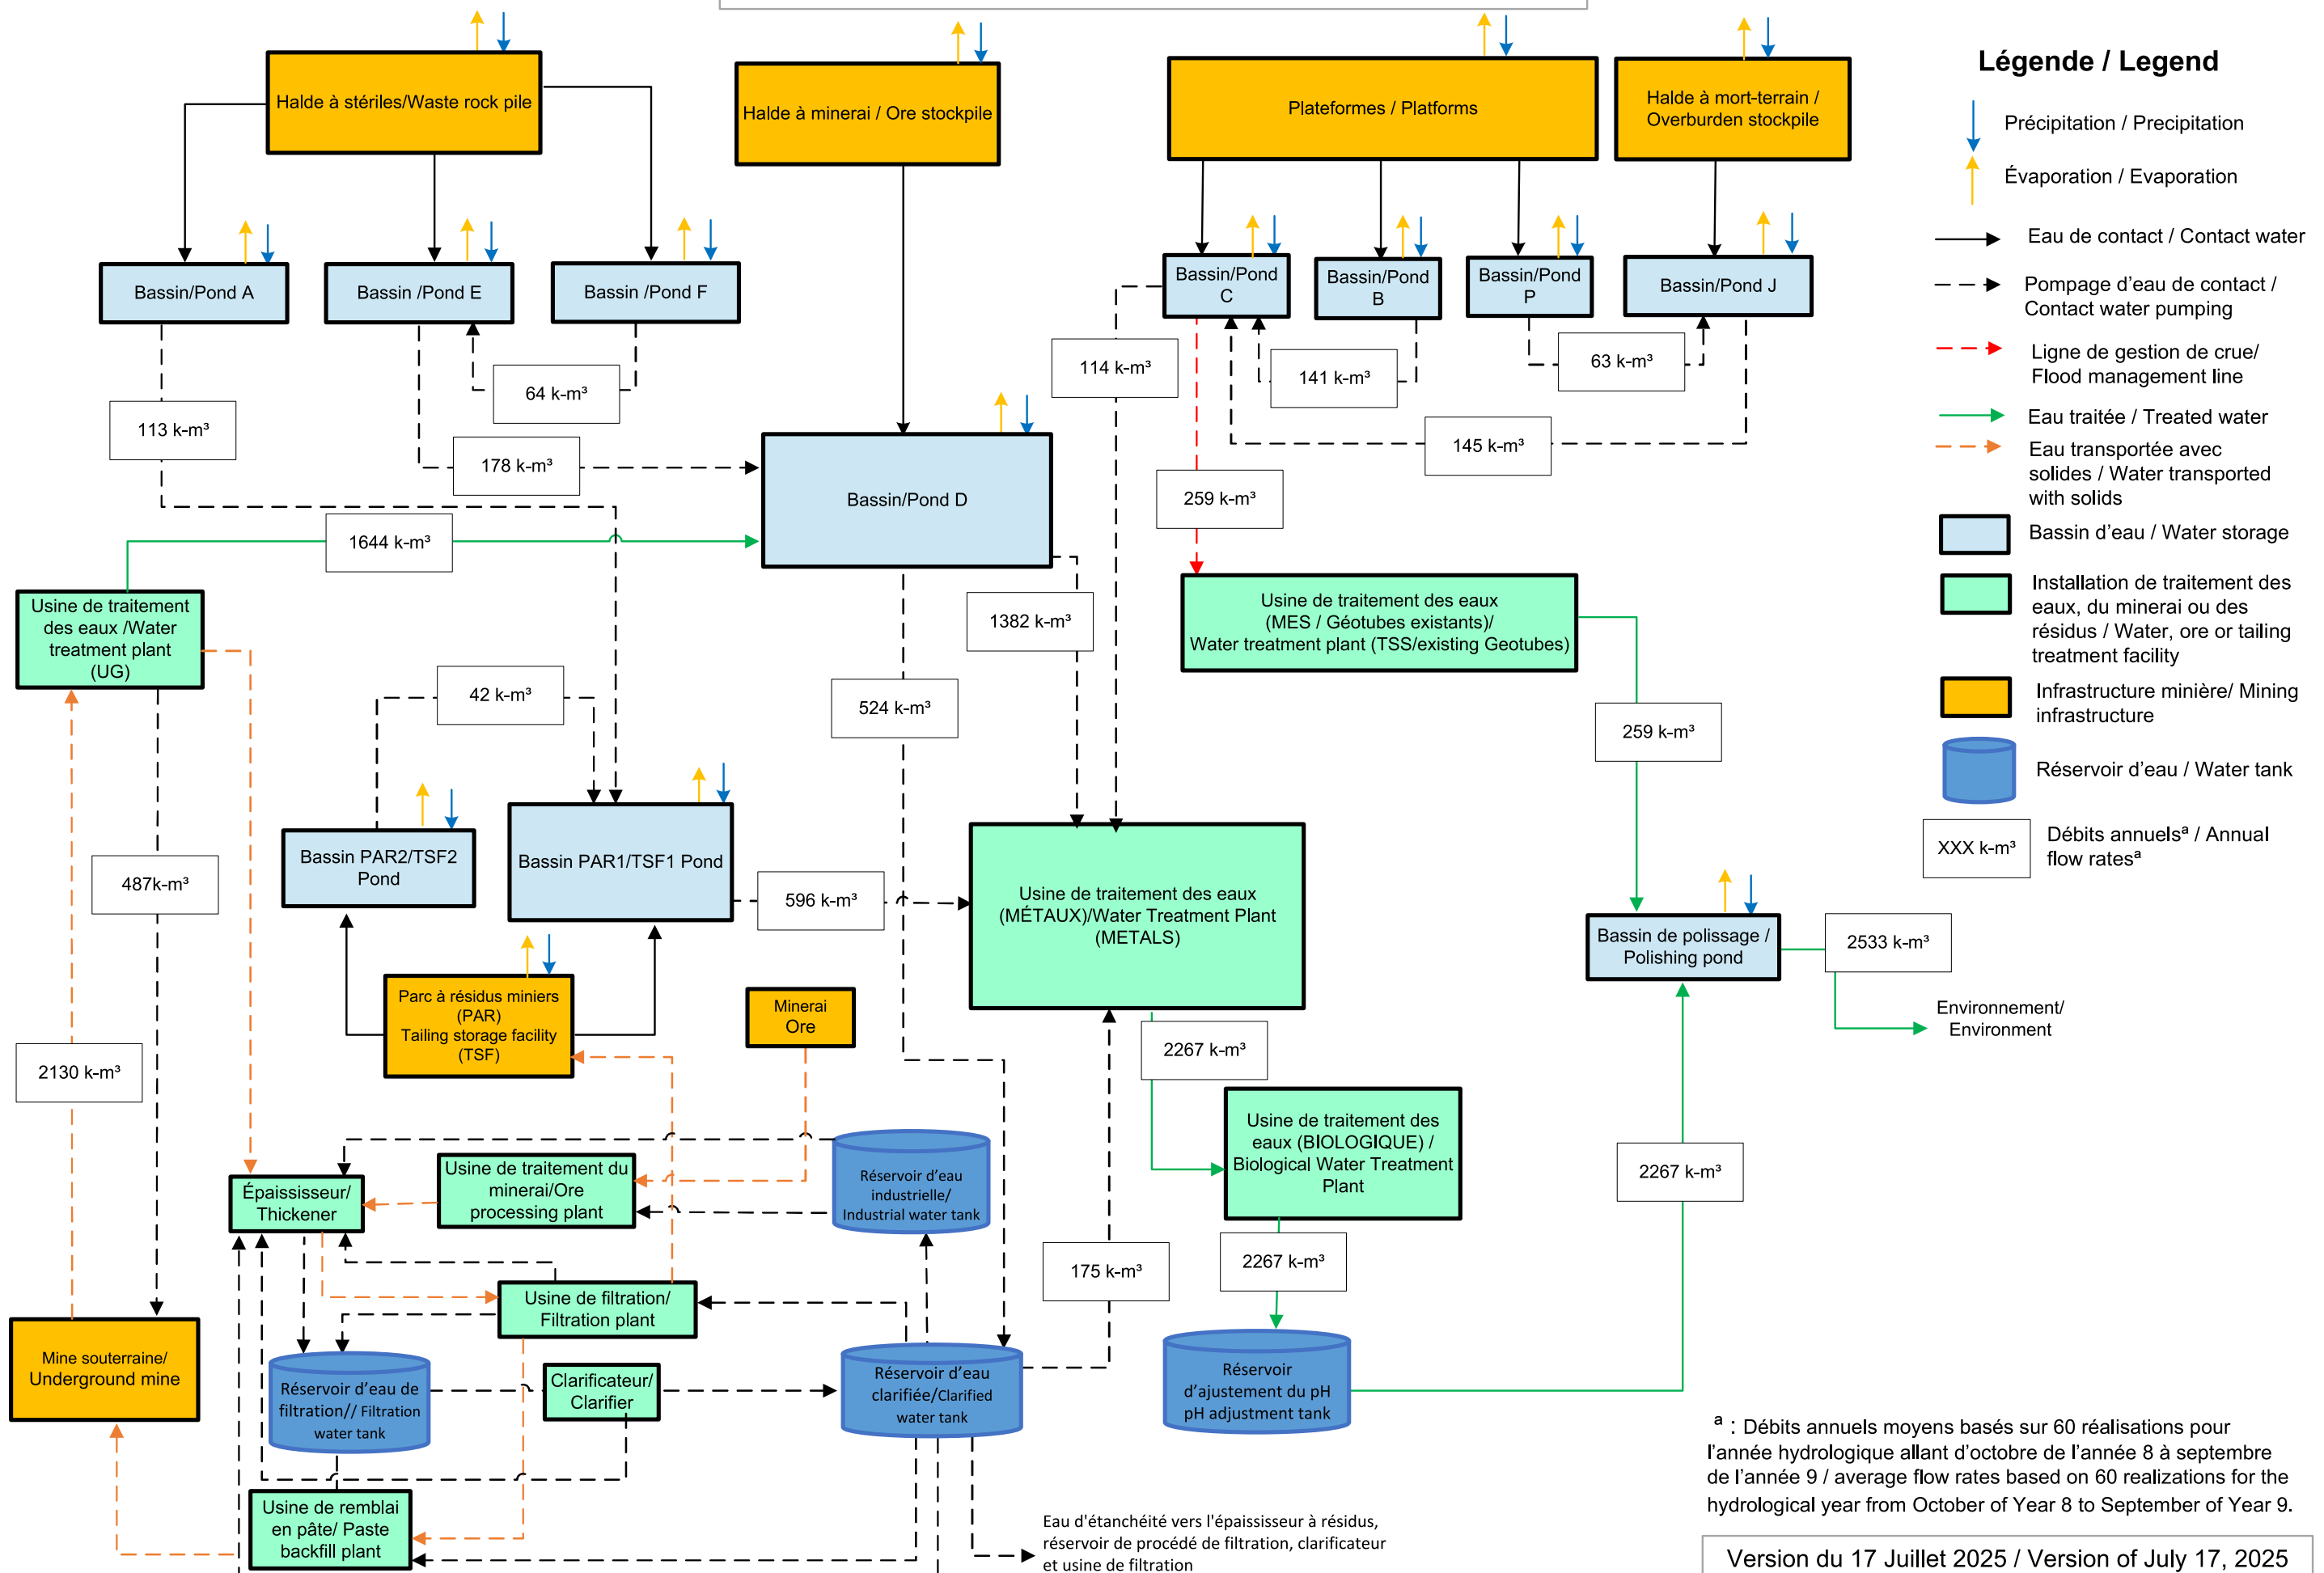 Halde à stériles/Waste rock pile
Halde à minerai / Ore stockpile
Plateformes / Platforms
Halde à mort-terrain /
Overburden stockpile
Légende / Legend
Précipitation / Precipitation
Évaporation / Evaporation
Eau de contact / Contact water
Pompage d'eau de contact /
Contact water pumping
Ligne de gestion de crue/
Flood management line
Eau traitée / Treated water
Eau transportée avec
solides / Water transported
with solids
Bassin d'eau / Water storage
Installation de traitement des
eaux, du minerai ou des
résidus / Water, ore or tailing
treatment facility
Infrastructure minière/ Mining
infrastructure
Réservoir d'eau / Water tank
XXX k-m³
Débits annuelsᵃ / Annual
flow ratesᵃ
Bassin/Pond A
Bassin /Pond E
Bassin /Pond F
Bassin/Pond
C
Bassin/Pond
B
Bassin/Pond
P
Bassin/Pond J
113 k-m³
64 k-m³
178 k-m³
114 k-m³
141 k-m³
63 k-m³
145 k-m³
259 k-m³
Bassin/Pond D
1644 k-m³
Usine de traitement
des eaux /Water
treatment plant
(UG)
1382 k-m³
Usine de traitement des eaux
(MES / Géotubes existants)/
Water treatment plant (TSS/existing Geotubes)
42 k-m³
524 k-m³
259 k-m³
487k-m³
Bassin PAR2/TSF2
Pond
Bassin PAR1/TSF1 Pond
596 k-m³
Usine de traitement des eaux
(MÉTAUX)/Water Treatment Plant
(METALS)
Bassin de polissage /
Polishing pond
2533 k-m³
Environnement/
Environment
Parc à résidus miniers
(PAR)
Tailing storage facility
(TSF)
Minerai
Ore
2130 k-m³
2267 k-m³
Usine de traitement des
eaux (BIOLOGIQUE) /
Biological Water Treatment
Plant
2267 k-m³
Épaississeur/
Thickener
Usine de traitement du
minerai/Ore
processing plant
Réservoir d'eau
industrielle/
Industrial water tank
175 k-m³
2267 k-m³
Usine de filtration/
Filtration plant
Mine souterraine/
Underground mine
Réservoir d'eau de
filtration// Filtration
water tank
Clarificateur/
Clarifier
Réservoir d'eau
clarifiée/Clarified
water tank
Réservoir
d'ajustement du pH
pH adjustment tank
Usine de remblai
en pâte/ Paste
backfill plant
Eau d'étanchéité vers l'épaississeur à résidus,
réservoir de procédé de filtration, clarificateur
et usine de filtration
ᵃ : Débits annuels moyens basés sur 60 réalisations pour
l'année hydrologique allant d'octobre de l'année 8 à septembre
de l'année 9 / average flow rates based on 60 realizations for the
hydrological year from October of Year 8 to September of Year 9.
Version du 17 Juillet 2025 / Version of July 17, 2025